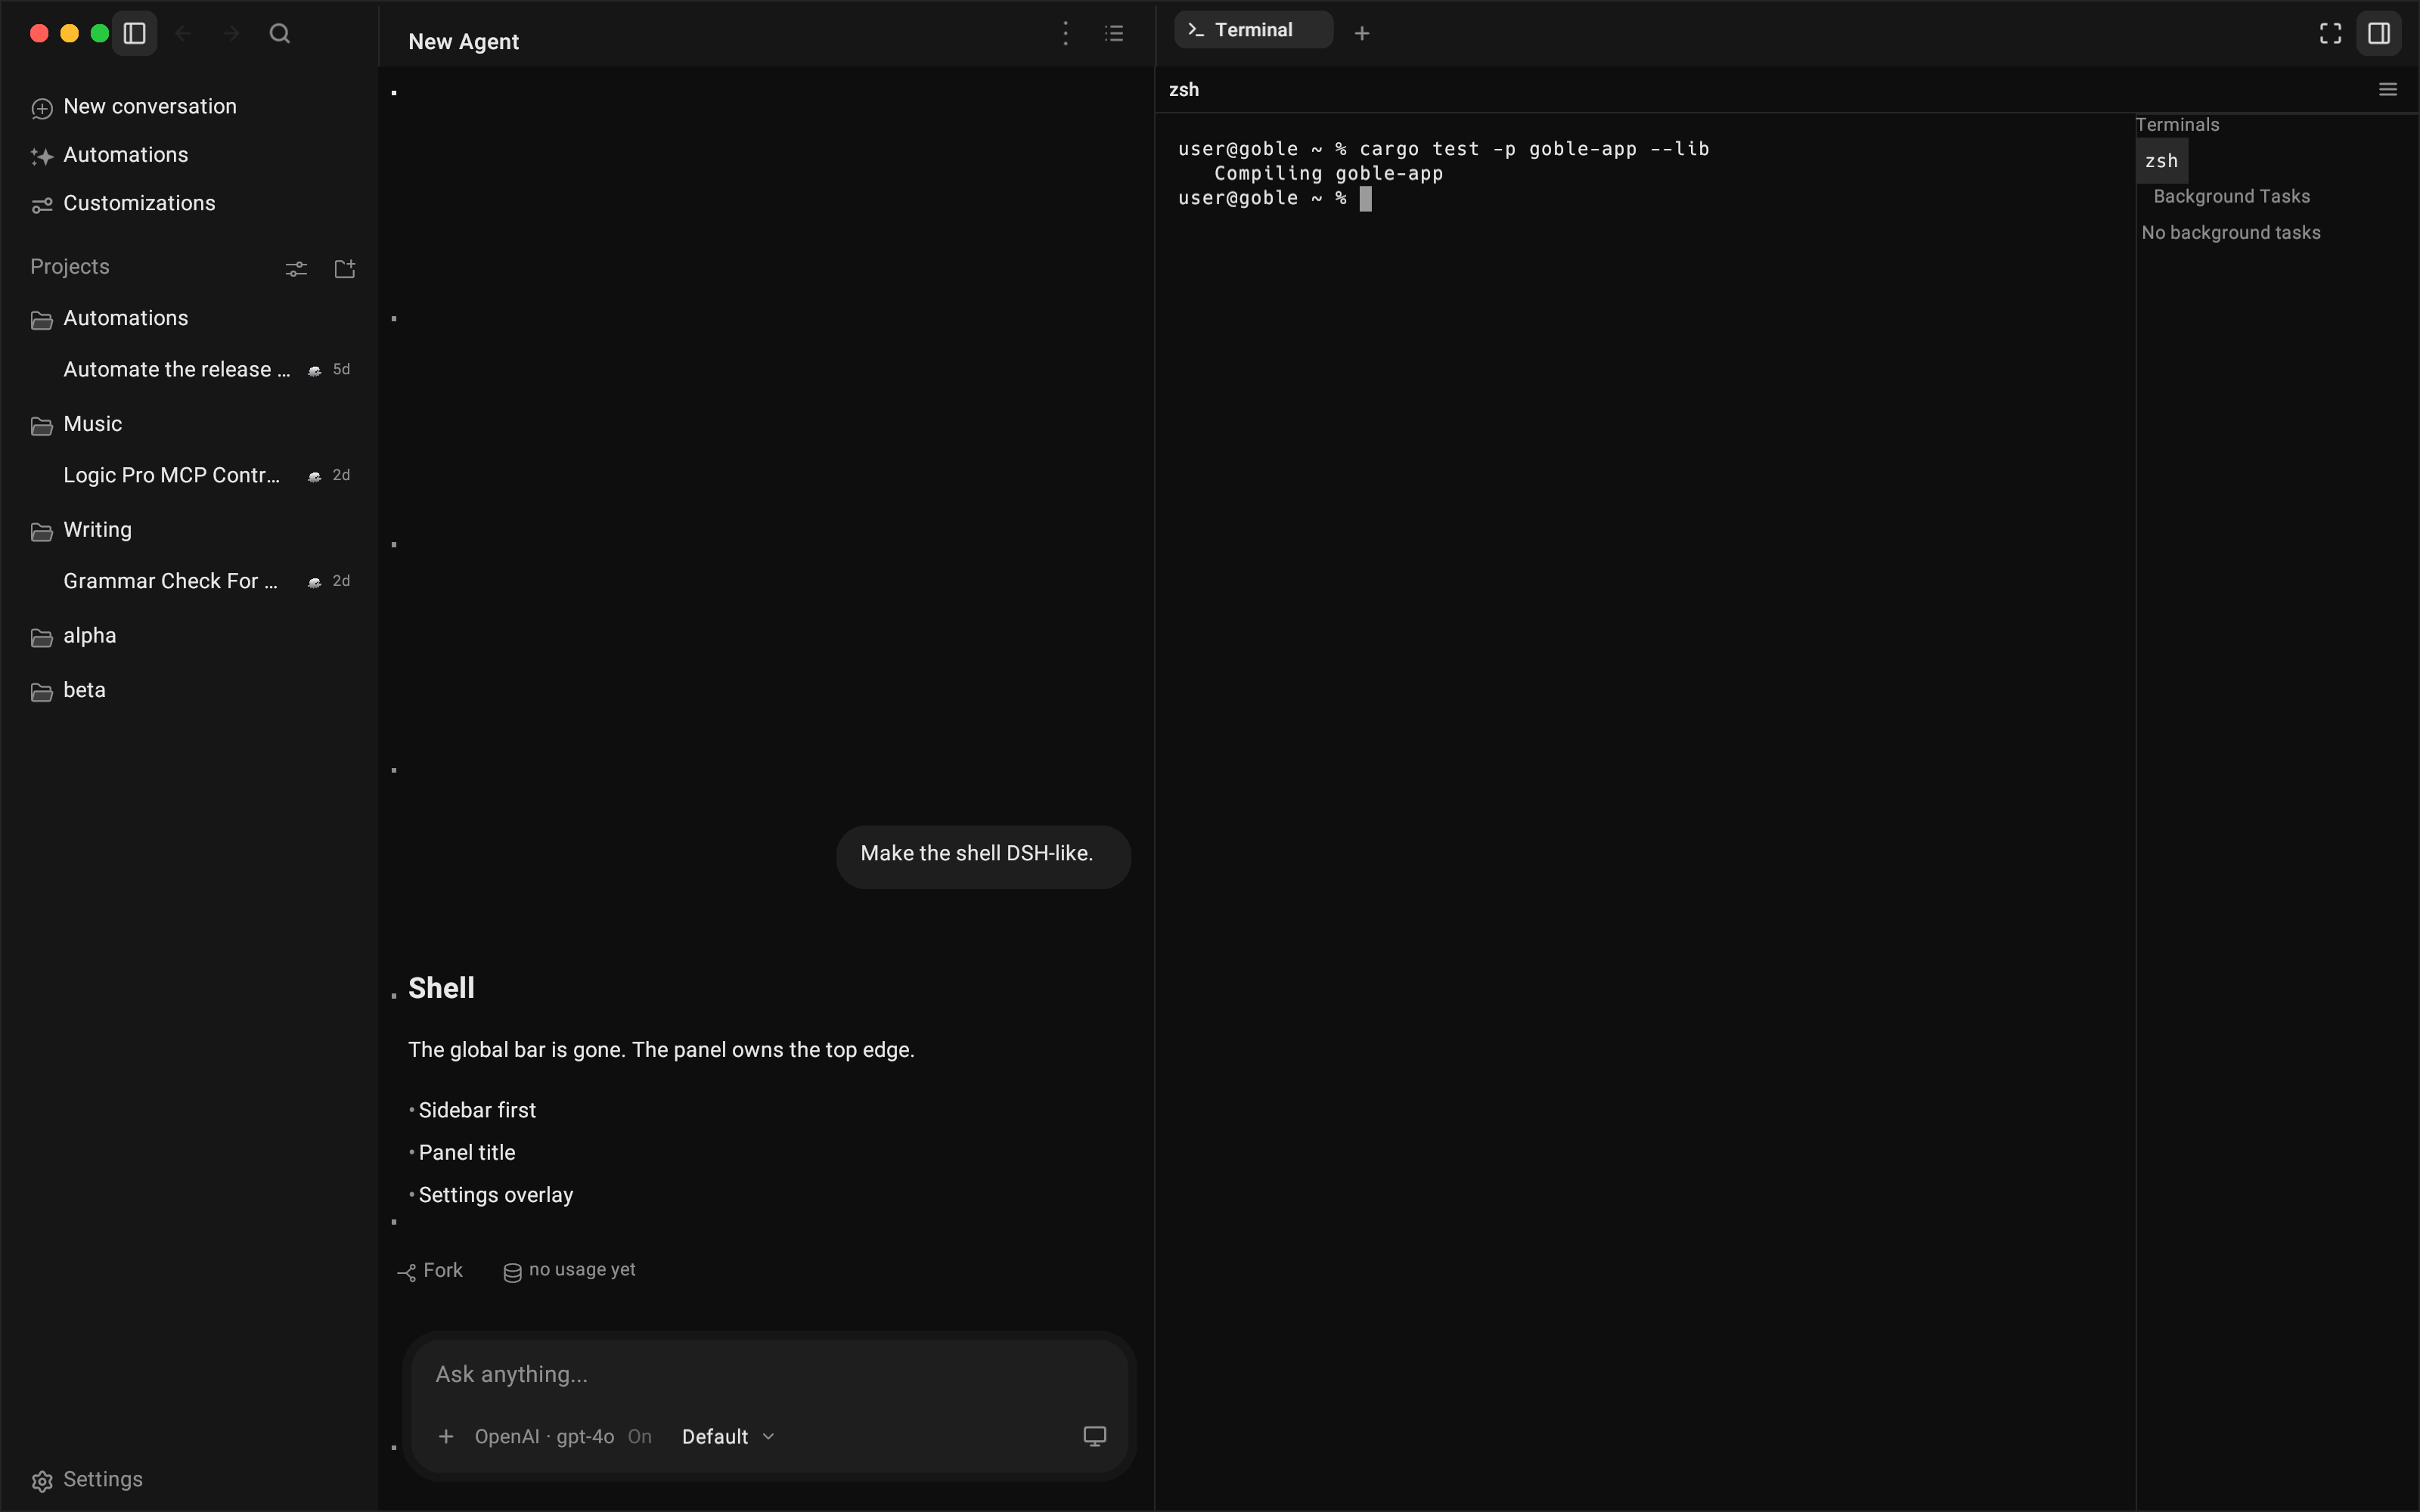 New conversation
Automations
Customizations
Projects
Automations
Automate the release ... 5d
Music
Logic Pro MCP Contr... 2d
Writing
Grammar Check For ... 2d
alpha
beta
Settings
New Agent
Make the shell DSH-like.
Shell
The global bar is gone. The panel owns the top edge.
• Sidebar first
• Panel title
• Settings overlay
Fork no usage yet
Ask anything...
OpenAI · gpt-4o On Default
Terminal
zsh
user@goble ~ % cargo test -p goble-app --lib
Compiling goble-app
user@goble ~ %
Terminals
zsh
Background Tasks
No background tasks